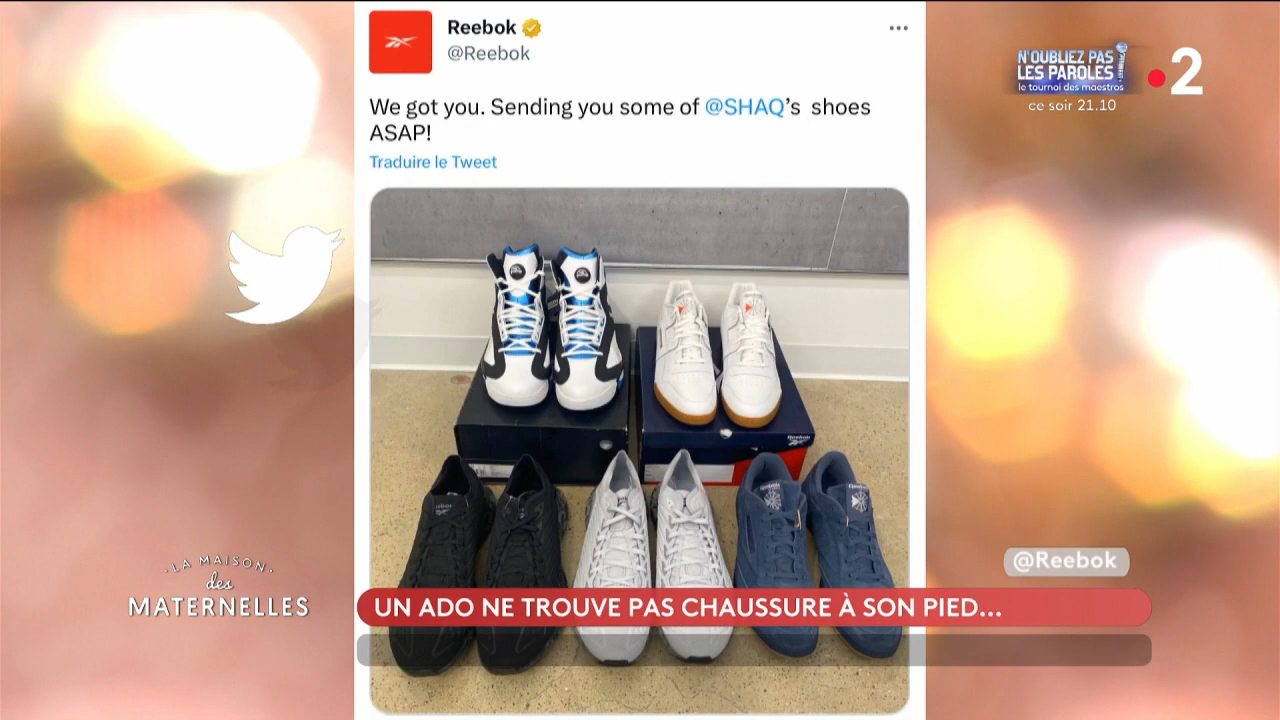 Reebok
@Reebok
We got you. Sending you some of @SHAQ's shoes
ASAP!
Traduire le Tweet
N'OUBLIEZ PAS
LES PAROLES
le tournoi des maestros
ce soir 21.10
2
Reebok
Reebok
LA MAISON
des
MATERNELLES
@Reebok
UN ADO NE TROUVE PAS CHAUSSURE À SON PIED...